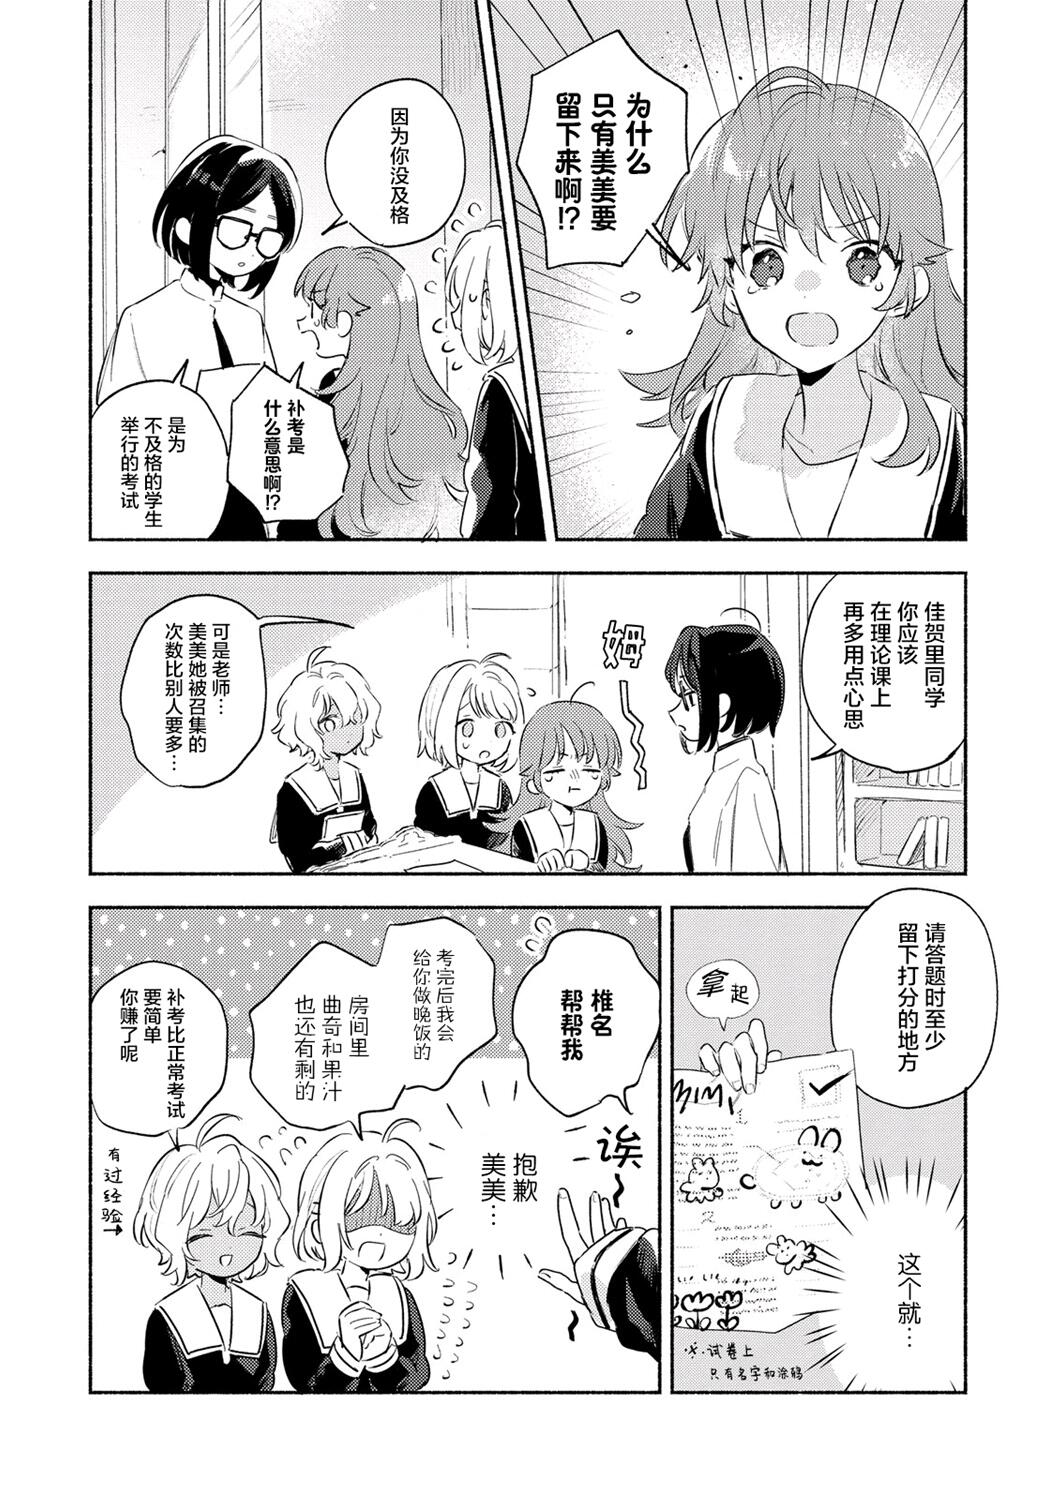 为什么
只有美美要
留下来啊!?
因为你没及格
补考是
什么意思啊!?
是为
不及格的学生
举行的考试
佳贺里同学
你应该
在理论课上
再多用点心思
姆
可是老师…
美美她被召集的
次数比别人要多…
请答题时至少
留下打分的地方
拿起
MIMI
这个就…
※·试卷上
只有名字和涂鸦
椎名
帮帮我
诶~
抱歉
美美…
考完后我会
给你做晚饭的
房间里
曲奇和果汁
也还有剩的
补考比正常考试
要简单
你赚了呢
有过经验→